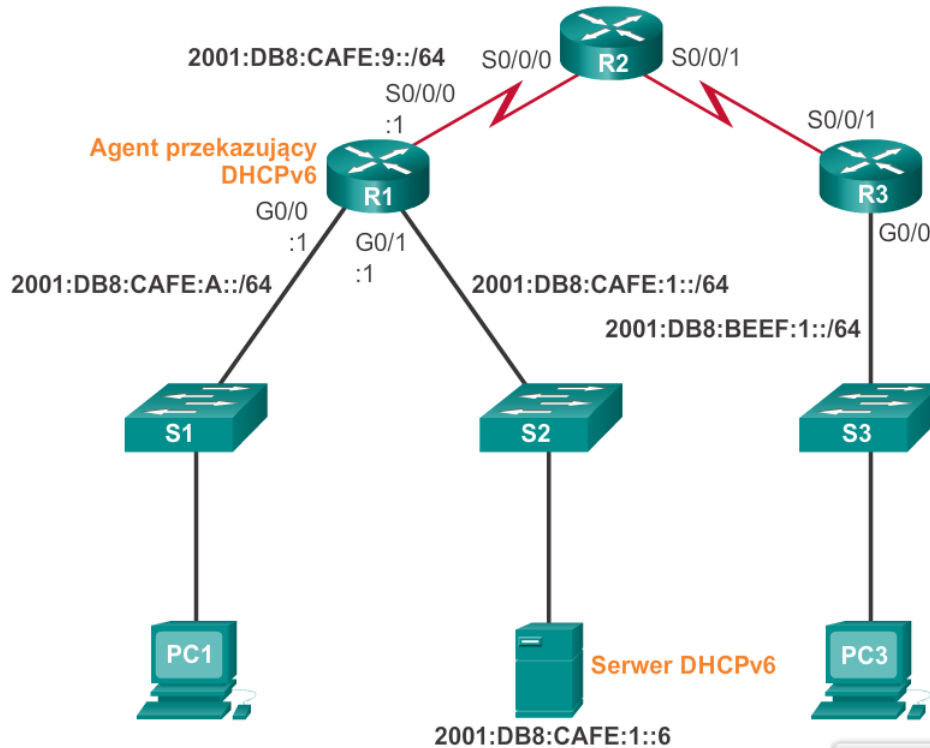 2001:DB8:CAFE:9::/64
S0/0/0
R2
S0/0/1
S0/0/0
:1
S0/0/1
Agent przekazujący
DHCPv6
R1
R3
G0/0
:1
G0/1
:1
G0/0
2001:DB8:CAFE:A::/64
2001:DB8:CAFE:1::/64
2001:DB8:BEEF:1::/64
S1
S2
S3
PC1
Serwer DHCPv6
PC3
2001:DB8:CAFE:1::6